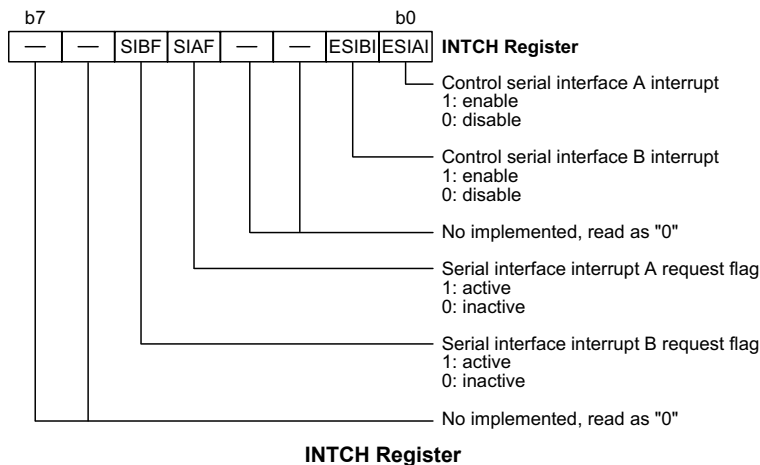 b7 b0
— — SIBF SIAF — — ESIBI ESIAI INTCH Register
Control serial interface A interrupt
1: enable
0: disable
Control serial interface B interrupt
1: enable
0: disable
No implemented, read as "0"
Serial interface interrupt A request flag
1: active
0: inactive
Serial interface interrupt B request flag
1: active
0: inactive
No implemented, read as "0"
INTCH Register